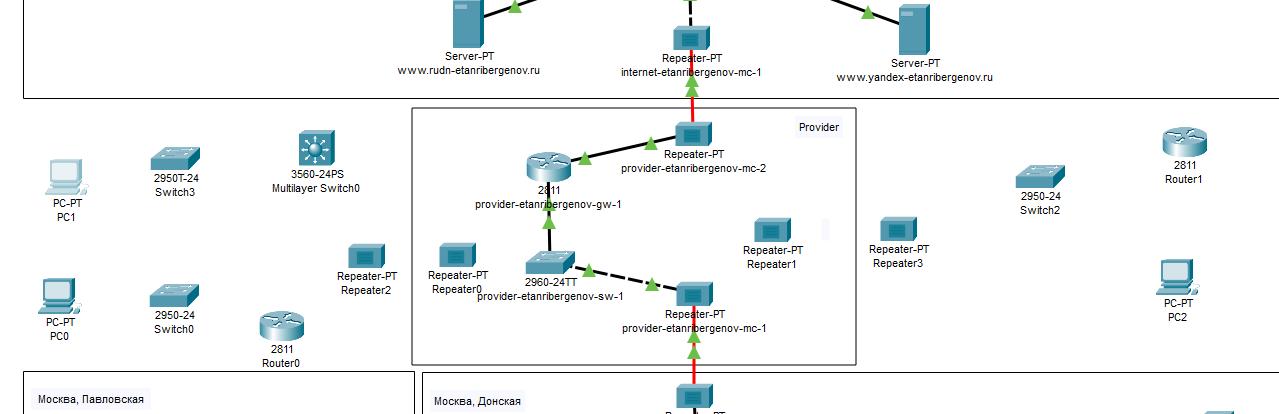 Server-PT
www.rudn-etanribergenov.ru
Repeater-PT
internet-etanribergenov-mc-1
Server-PT
www.yandex-etanribergenov.ru
Provider
Repeater-PT
provider-etanribergenov-mc-2
2811
provider-etanribergenov-gw-1
2960-24TT
provider-etanribergenov-sw-1
Repeater-PT
provider-etanribergenov-mc-1
Repeater-PT
Repeater1
Repeater-PT
Repeater0
Repeater-PT
Repeater2
PC-PT
PC1
2950T-24
Switch3
3560-24PS
Multilayer Switch0
PC-PT
PC0
2950-24
Switch0
2811
Router0
Repeater-PT
Repeater3
2950-24
Switch2
2811
Router1
PC-PT
PC2
Москва, Павловская
Москва, Донская
Repeater-PT